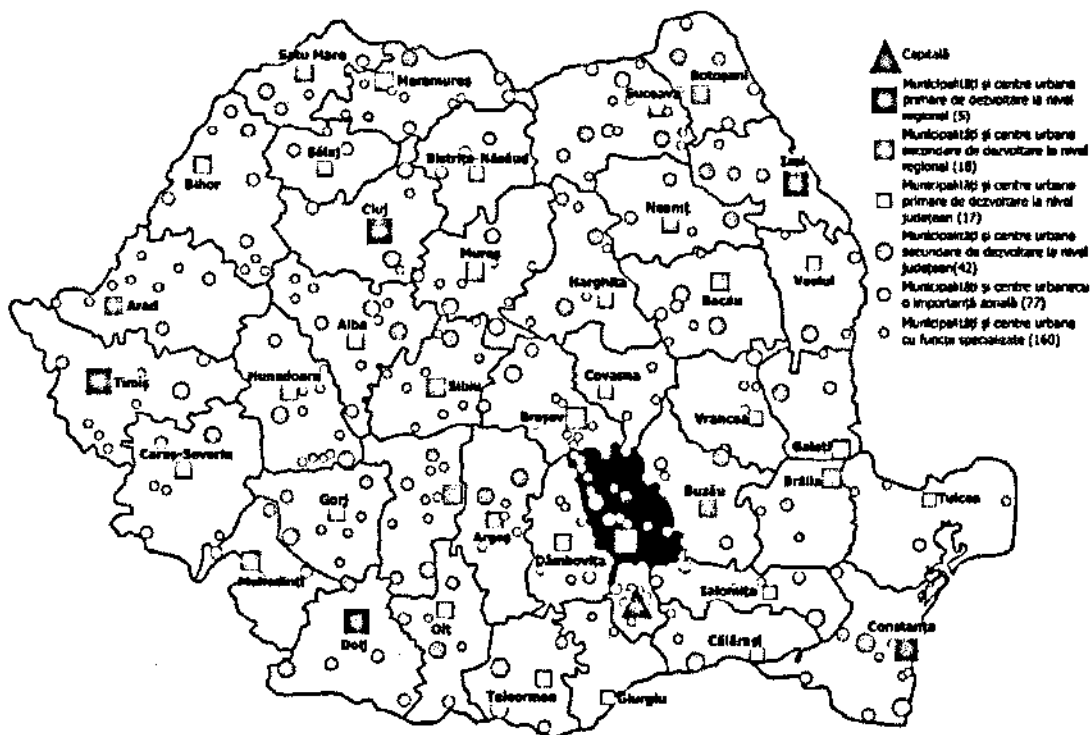 Satu Mare
Maramureș
Botoșani
Suceava
Sălaj
Bistrița-Năsăud
Iași
Bihor
Cluj
Neamț
Mureș
Harghita
Bacău
Vaslui
Arad
Alba
Timiș
Hunedoara
Sibiu
Covasna
Brașov
Vrancea
Caraș-Severin
Galați
Gorj
Buzău
Brăila
Tulcea
Argeș
Dâmbovița
Mehedinți
Ialomița
Dolj
Olt
Călărași
Constanța
Teleorman
Giurgiu
Capitală
Municipalități și centre urbane
primare de dezvoltare la nivel
regional (5)
Municipalități și centre urbane
secundare de dezvoltare la nivel
regional (18)
Municipalități și centre urbane
primare de dezvoltare la nivel
județean (17)
Municipalități și centre urbane
secundare de dezvoltare la nivel
județean(42)
Municipalități și centre urbanecu
o importanță zonală (77)
Municipalități și centre urbane
cu funcții specializate (160)